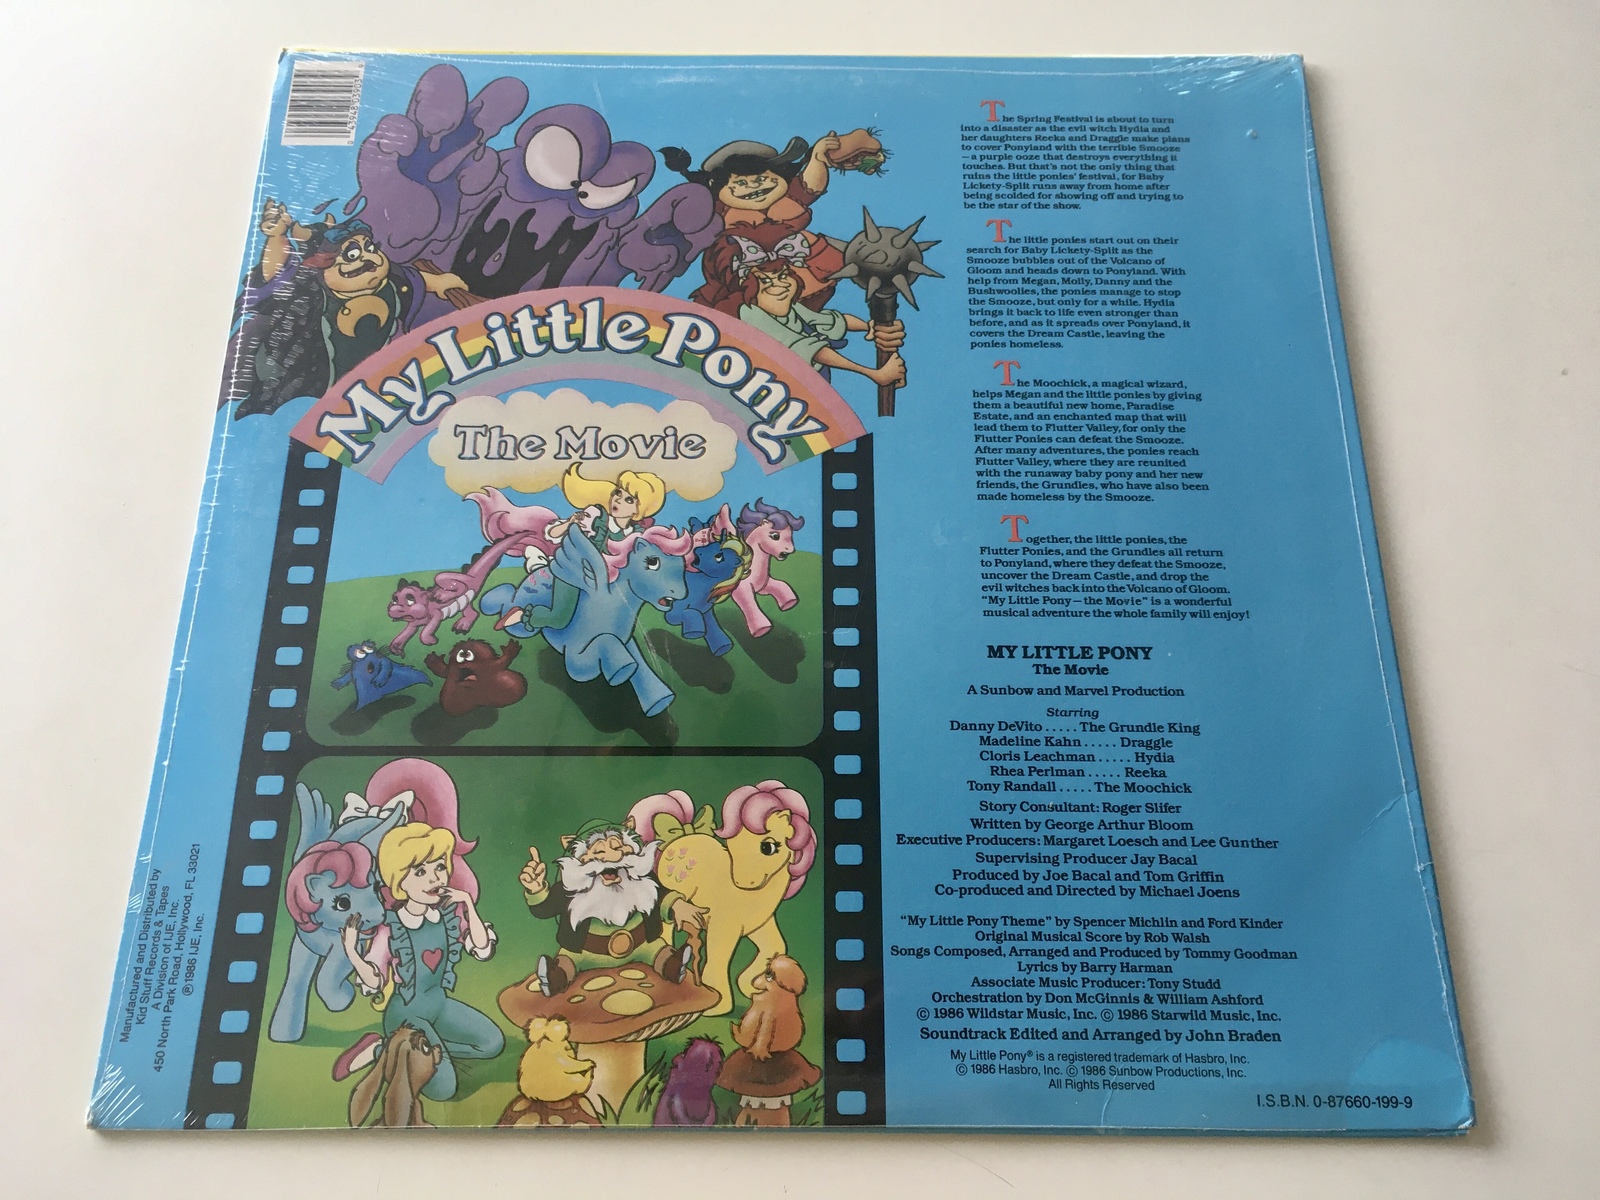 0 43948 93903 0
My Little Pony
The Movie
The Spring Festival is about to turn
into a disaster as the evil witch Hydia and
her daughters Reeka and Draggle make plans
to cover Ponyland with the terrible Smooze
—a purple ooze that destroys everything it
touches. But that's not the only thing that
ruins the little ponies' festival, for Baby
Lickety-Split runs away from home after
being scolded for showing off and trying to
be the star of the show.
The little ponies start out on their
search for Baby Lickety-Split as the
Smooze bubbles out of the Volcano of
Gloom and heads down to Ponyland. With
help from Megan, Molly, Danny and the
Bushwoolies, the ponies manage to stop
the Smooze, but only for a while. Hydia
brings it back to life even stronger than
before, and as it spreads over Ponyland, it
covers the Dream Castle, leaving the
ponies homeless.
The Moochick, a magical wizard,
helps Megan and the little ponies by giving
them a beautiful new home, Paradise
Estate, and an enchanted map that will
lead them to Flutter Valley, for only the
Flutter Ponies can defeat the Smooze.
After many adventures, the ponies reach
Flutter Valley, where they are reunited
with the runaway baby pony and her new
friends, the Grundles, who have also been
made homeless by the Smooze.
Together, the little ponies, the
Flutter Ponies, and the Grundles all return
to Ponyland, where they defeat the Smooze,
uncover the Dream Castle, and drop the
evil witches back into the Volcano of Gloom.
"My Little Pony—the Movie" is a wonderful
musical adventure the whole family will enjoy!
MY LITTLE PONY
The Movie
A Sunbow and Marvel Production
Starring
Danny DeVito . . . . . The Grundle King
Madeline Kahn . . . . . Draggle
Cloris Leachman . . . . . Hydia
Rhea Perlman . . . . . Reeka
Tony Randall . . . . . The Moochick
Story Consultant: Roger Slifer
Written by George Arthur Bloom
Executive Producers: Margaret Loesch and Lee Gunther
Supervising Producer Jay Bacal
Produced by Joe Bacal and Tom Griffin
Co-produced and Directed by Michael Joens
"My Little Pony Theme" by Spencer Michlin and Ford Kinder
Original Musical Score by Rob Walsh
Songs Composed, Arranged and Produced by Tommy Goodman
Lyrics by Barry Harman
Associate Music Producer: Tony Studd
Orchestration by Don McGinnis & William Ashford
© 1986 Wildstar Music, Inc. © 1986 Starwild Music, Inc.
Soundtrack Edited and Arranged by John Braden
My Little Pony® is a registered trademark of Hasbro, Inc.
© 1986 Hasbro, Inc. © 1986 Sunbow Productions, Inc.
All Rights Reserved
I.S.B.N. 0-87660-199-9
Manufactured and Distributed by
Kid Stuff Records & Tapes
A Division of IJE, Inc.
450 North Park Road, Hollywood, FL 33021
℗ 1986 IJE, Inc.